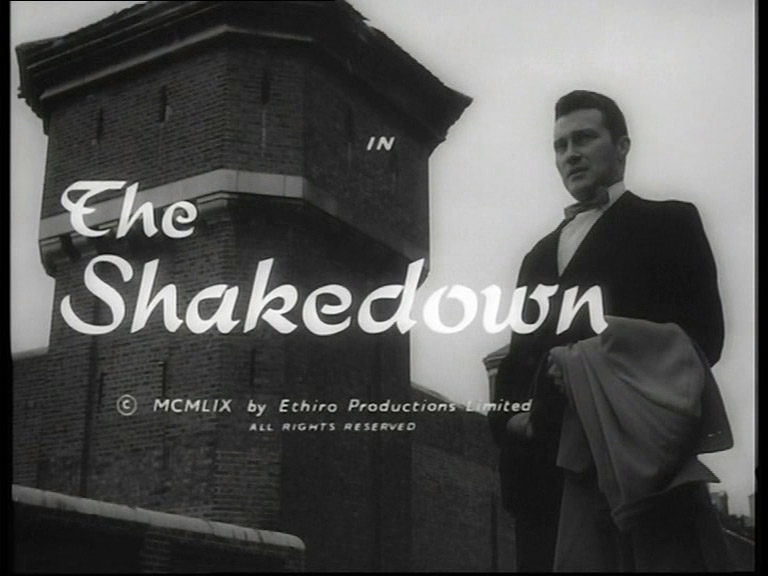 IN
The
Shakedown
© MCMLIX by Ethiro Productions Limited
ALL RIGHTS RESERVED